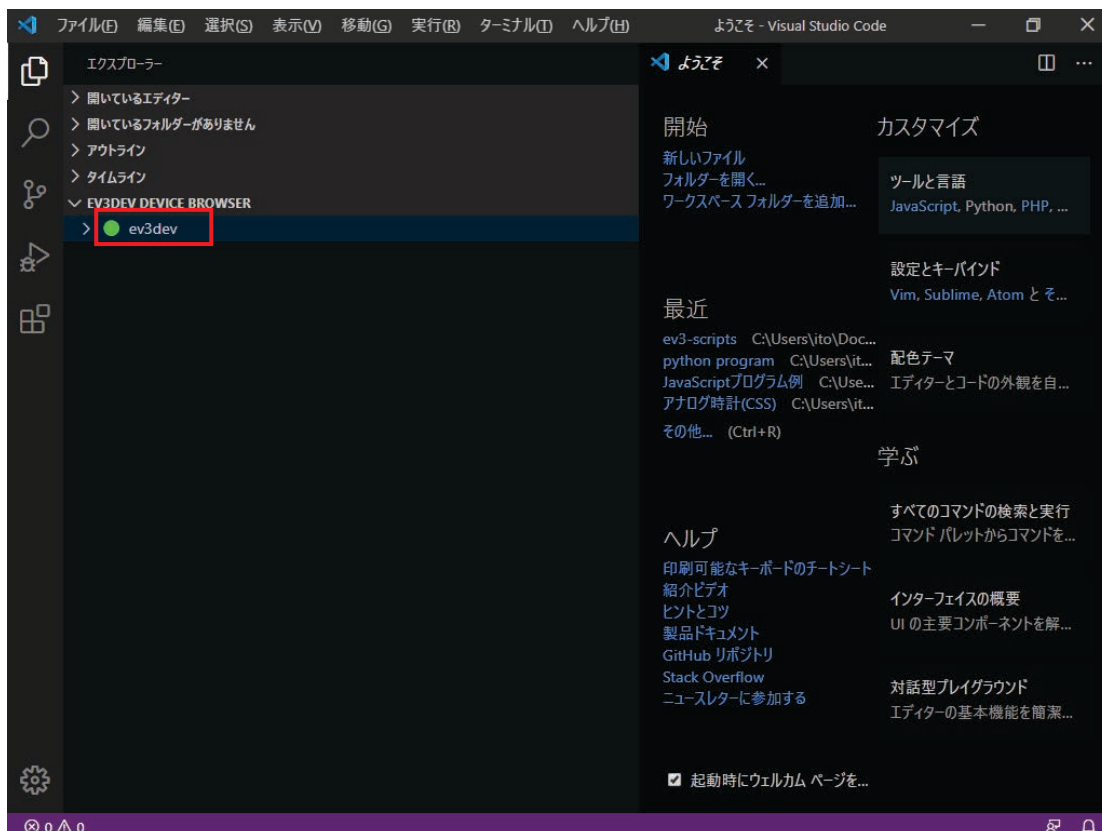 ファイル(F) 編集(E) 選択(S) 表示(V) 移動(G) 実行(R) ターミナル(T) ヘルプ(H) ようこそ - Visual Studio Code
エクスプローラー
開いているエディター
開いているフォルダーがありません
アウトライン
タイムライン
EV3DEV DEVICE BROWSER
ev3dev
ようこそ
開始
新しいファイル
フォルダーを開く...
ワークスペース フォルダーを追加...
最近
ev3-scripts C:\Users\ito\Doc...
python program C:\Users\it...
JavaScriptプログラム例 C:\Use...
アナログ時計(CSS) C:\Users\it...
その他... (Ctrl+R)
ヘルプ
印刷可能なキーボードのチートシート
紹介ビデオ
ヒントとコツ
製品ドキュメント
GitHub リポジトリ
Stack Overflow
ニュースレターに参加する
起動時にウェルカム ページを...
カスタマイズ
ツールと言語
JavaScript, Python, PHP, ...
設定とキーバインド
Vim, Sublime, Atom とそ...
配色テーマ
エディターとコードの外観を自...
学ぶ
すべてのコマンドの検索と実行
コマンド パレットからコマンドを...
インターフェイスの概要
UI の主要コンポーネントを解...
対話型プレイグラウンド
エディターの基本機能を簡潔...
0 0